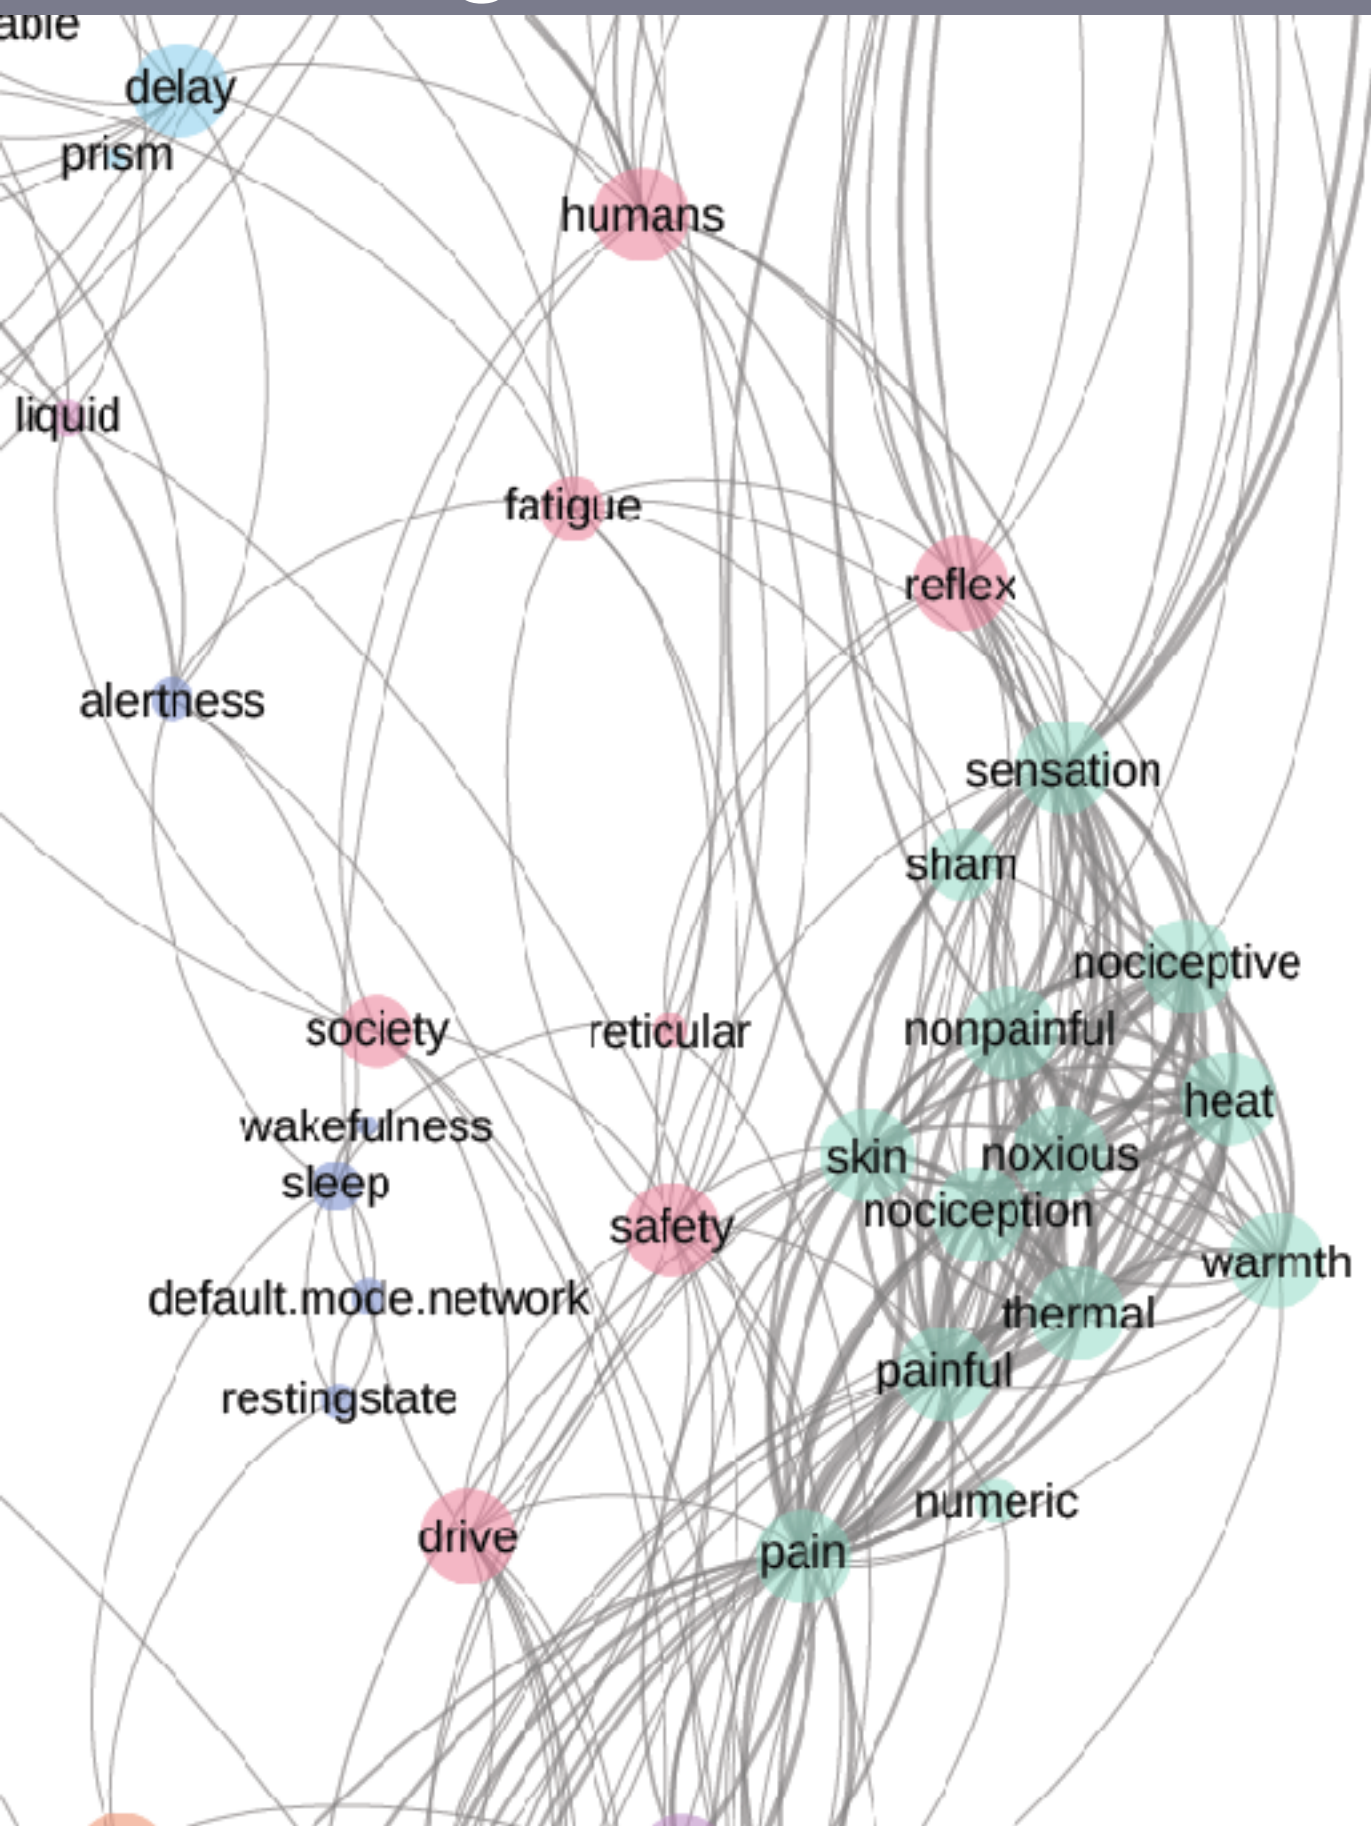 able
delay
prism
humans
liquid
fatigue
reflex
alertness
sensation
sham
nociceptive
society
reticular
nonpainful
heat
wakefulness
skin
noxious
sleep
nociception
safety
warmth
default.mode.network
thermal
painful
restingstate
numeric
drive
pain